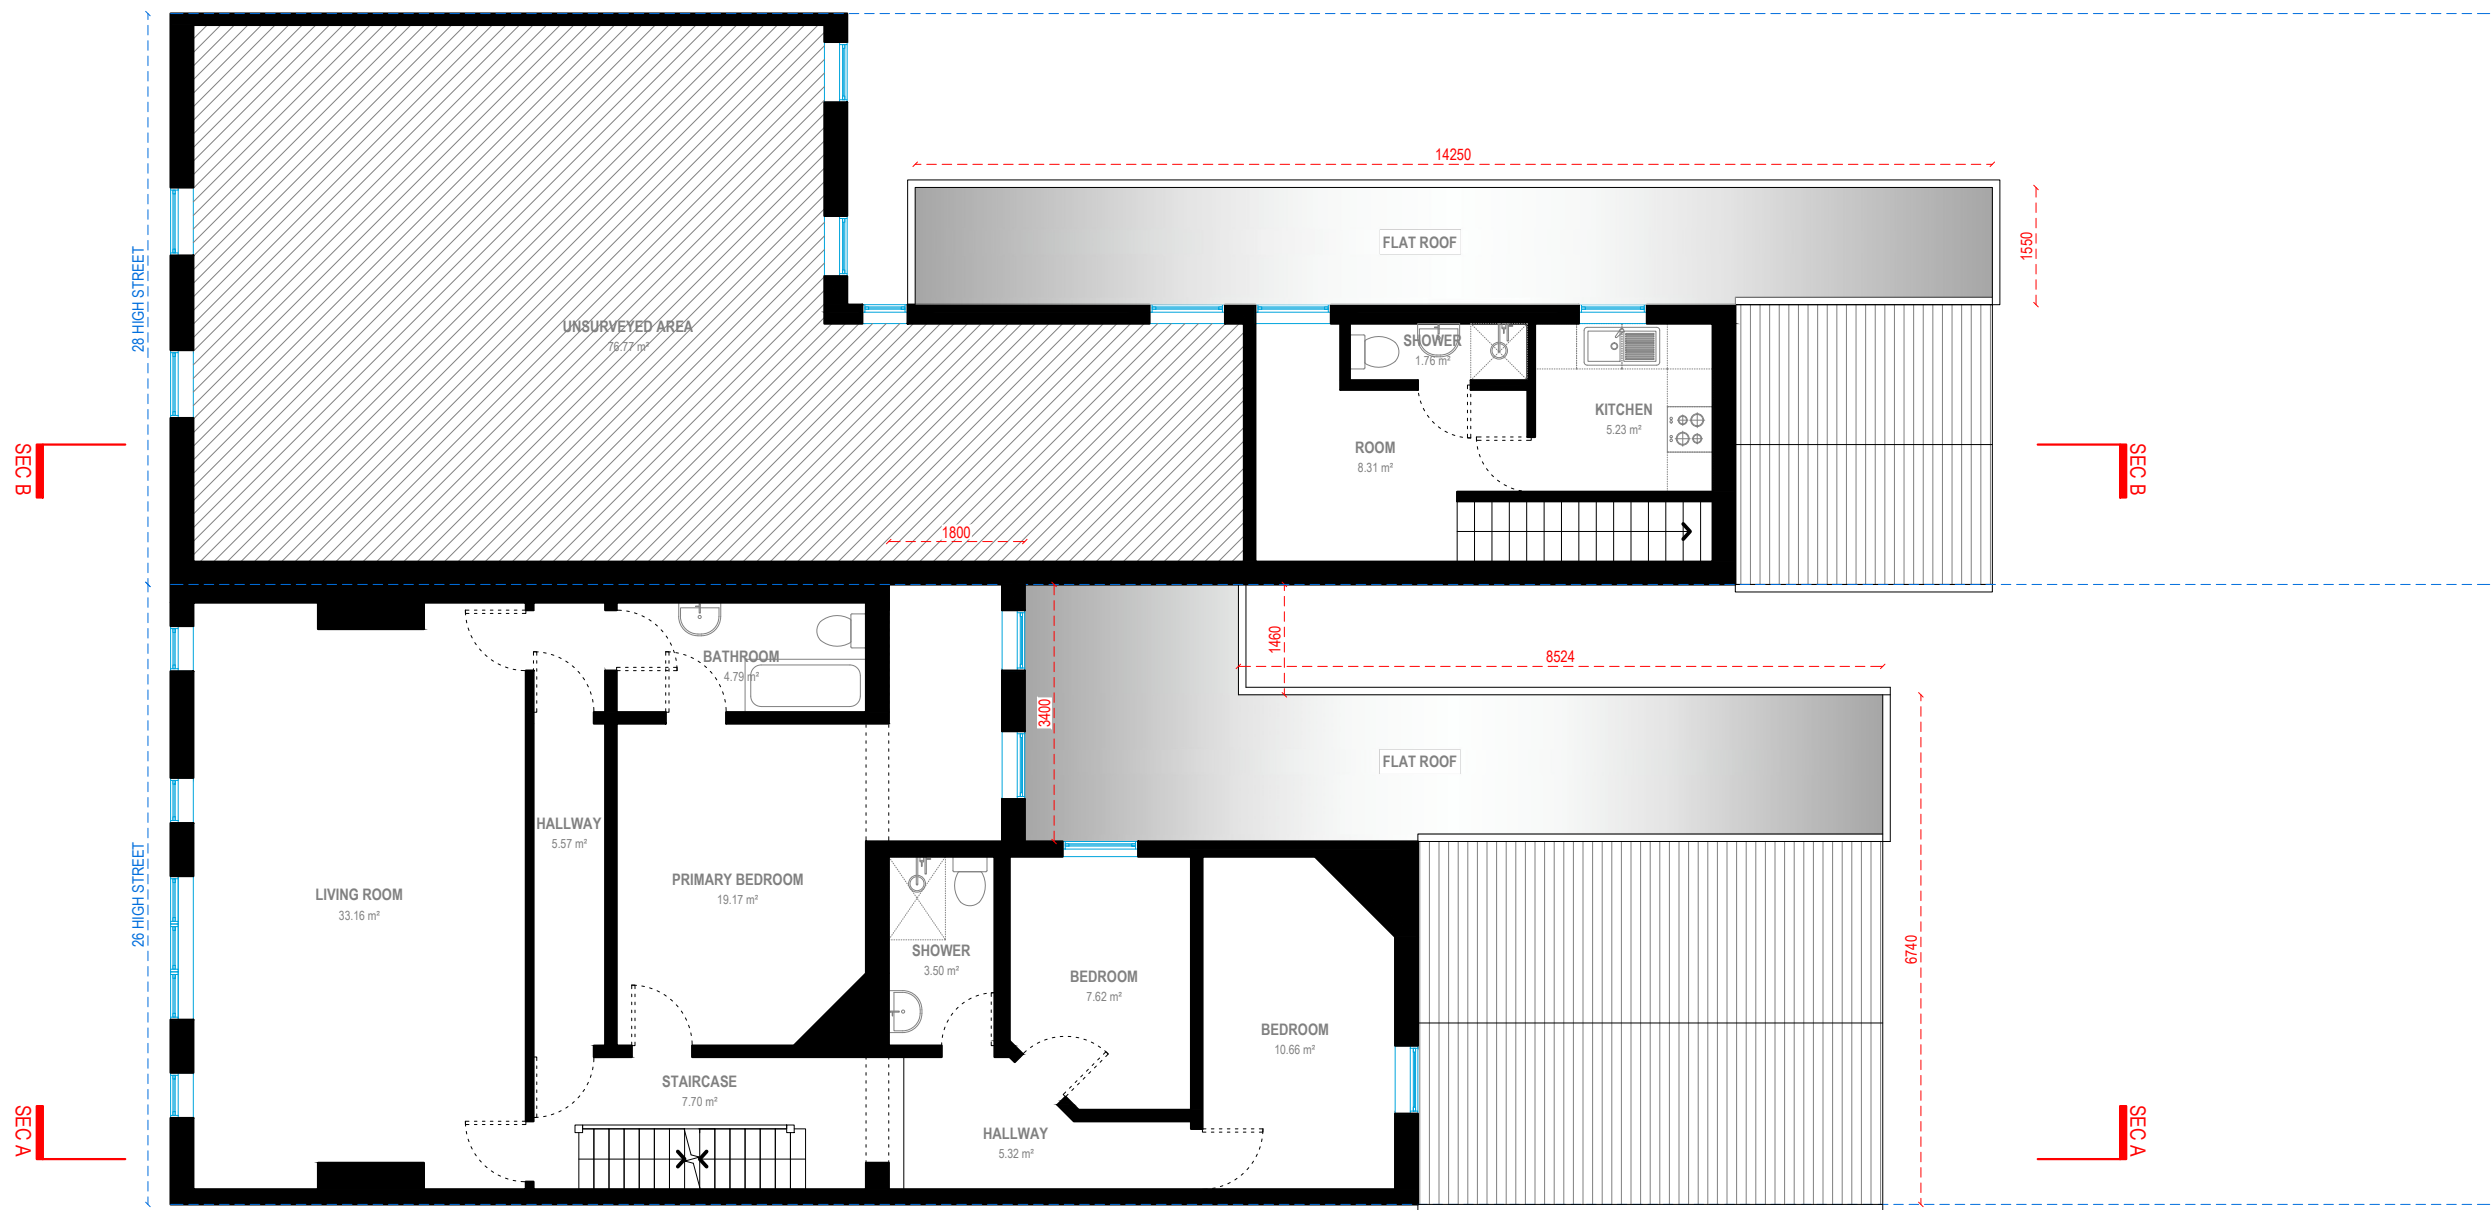 14250
FLAT ROOF
1550
28 HIGH STREET
UNSURVEYED AREA
76.77 m²
SHOWER
1.76 m²
KITCHEN
5.23 m²
ROOM
8.31 m²
SEC B
SEC B
1800
1460
8524
BATHROOM
4.79 m²
3400
FLAT ROOF
HALLWAY
5.57 m²
26 HIGH STREET
LIVING ROOM
33.16 m²
PRIMARY BEDROOM
19.17 m²
SHOWER
3.50 m²
BEDROOM
7.62 m²
6740
BEDROOM
10.66 m²
STAIRCASE
7.70 m²
HALLWAY
5.32 m²
SEC A
SEC A